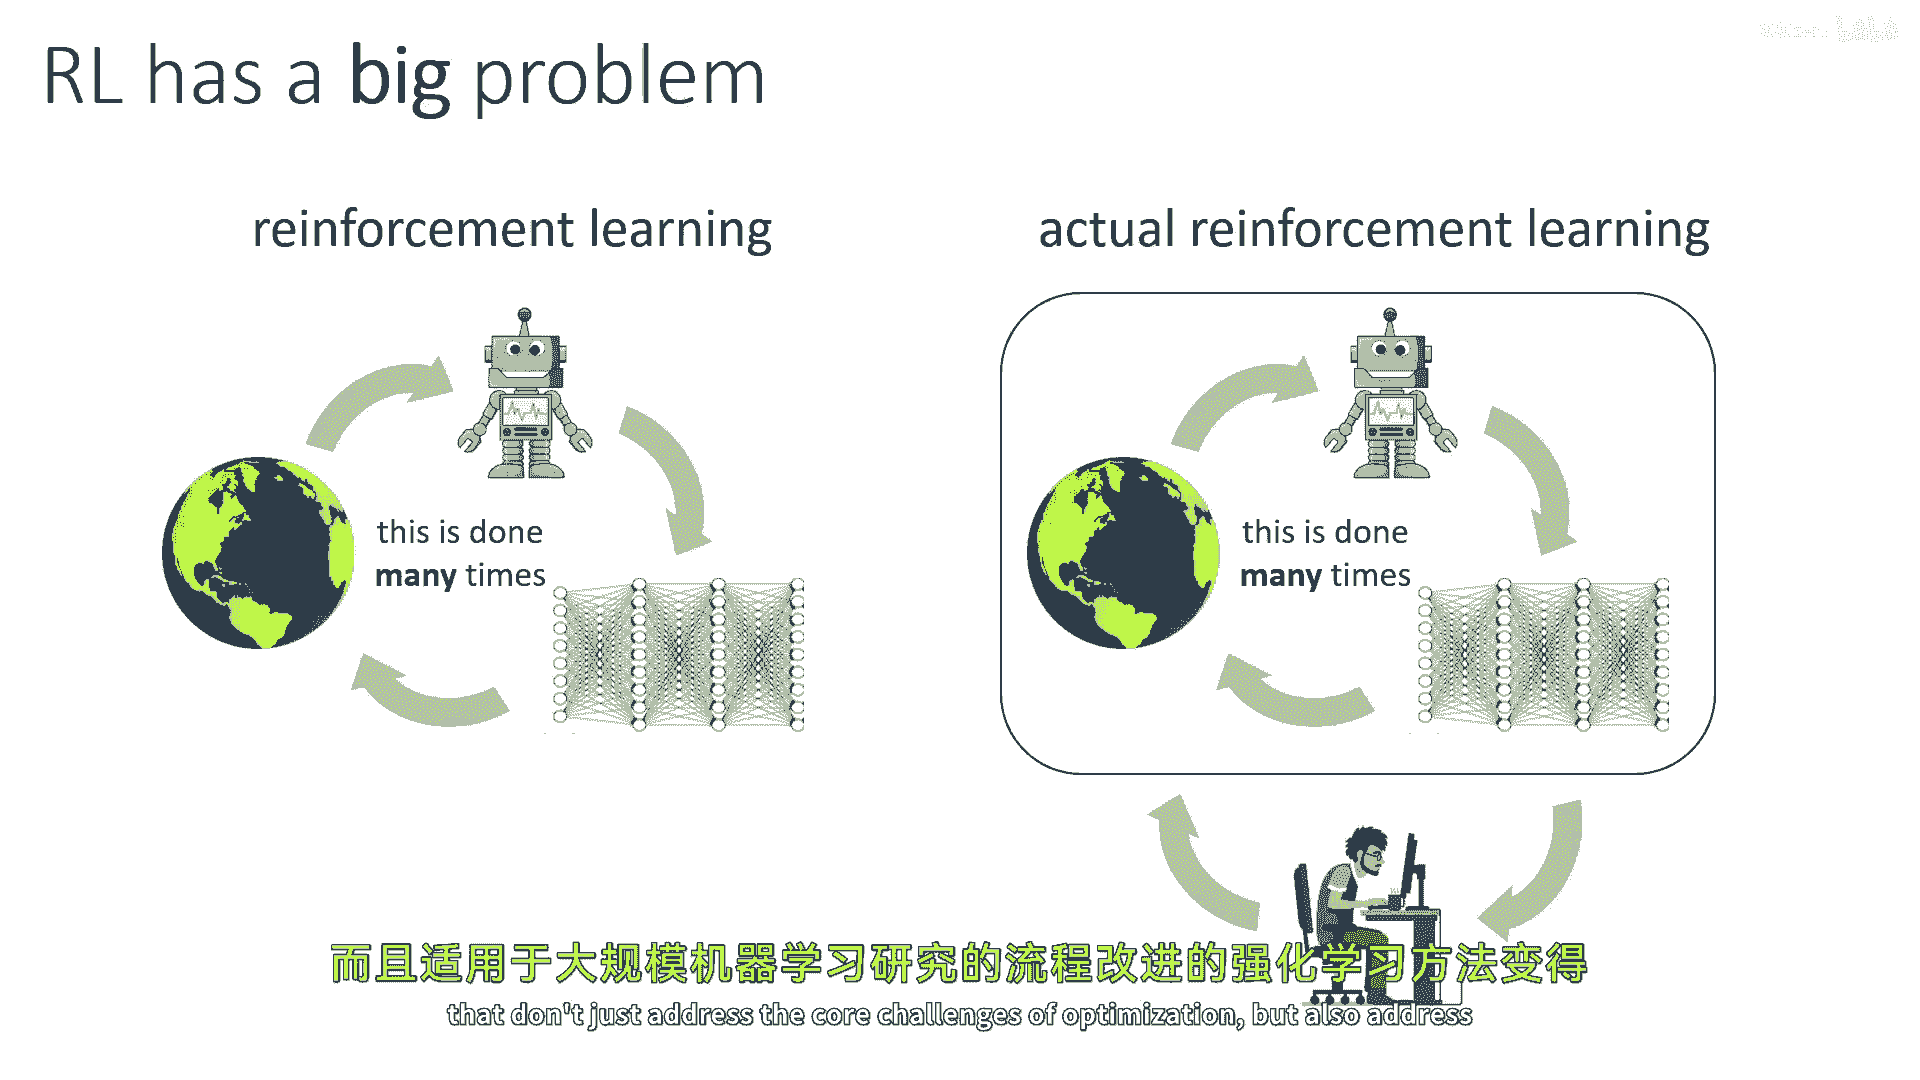 RL has a big problem
reinforcement learning
actual reinforcement learning
this is done
many times
this is done
many times
而且适用于大规模机器学习研究的流程改进的强化学习方法变得
that don't just address the core challenges of optimization, but also address